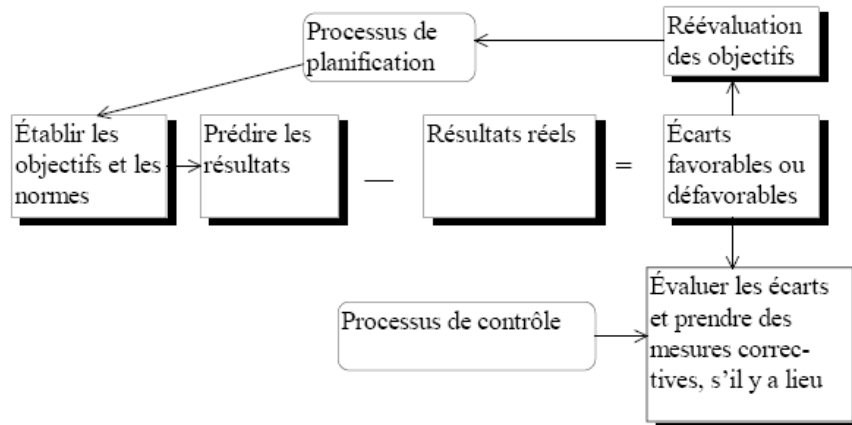 Processus de
planification
Réévaluation
des objectifs
Établir les
objectifs et les
normes
Prédire les
résultats
—
Résultats réels
=
Écarts
favorables ou
défavorables
Processus de contrôle
Évaluer les écarts
et prendre des
mesures correc-
tives, s’il y a lieu